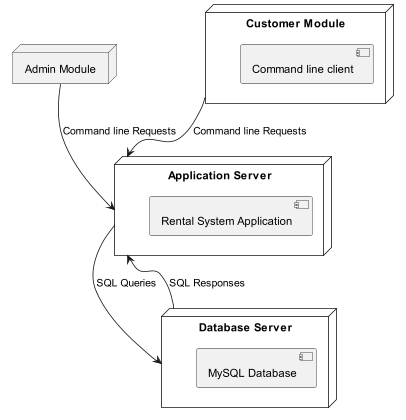 Customer Module
Command line client
Admin Module
Command line Requests
Command line Requests
Application Server
Rental System Application
SQL Queries
SQL Responses
Database Server
MySQL Database